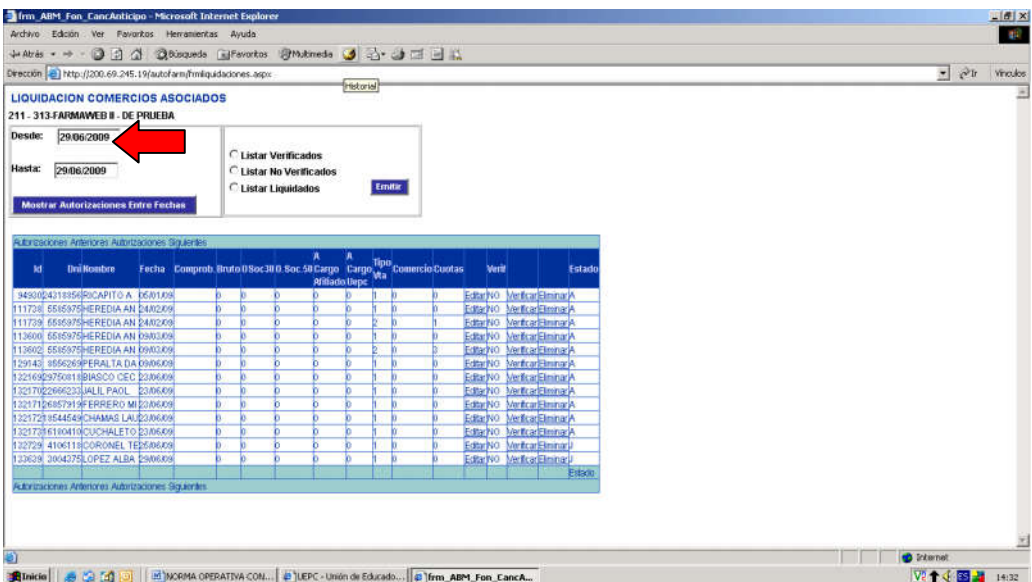 frm_ABM_Fon_CancAnticipo - Microsoft Internet Explorer
Archivo Edición Ver Favoritos Herramientas Ayuda
Atrás Búsqueda Favoritos Multimedia
Dirección http://200.69.245.19/autofarm/frmliquidaciones.aspx Ir Vínculos
Historial
LIQUIDACION COMERCIOS ASOCIADOS
211 - 313-FARMAWEB II - DE PRUEBA
Desde: 29/06/2009
Listar Verificados
Hasta: 29/06/2009
Listar No Verificados
Listar Liquidados Emitir
Mostrar Autorizaciones Entre Fechas
Autorizaciones Anteriores Autorizaciones Siguientes
Id Dni Nombre Fecha Comprob. Bruto O Soc 30 O. Soc. 50 A Cargo Afiliado A Cargo Uepc Tipo Vta Comercio Cuotas Verif Estado
94930 24318856 RICAPITO A 05/01/09 0 0 0 0 0 1 0 0 Editar NO Verificar Eliminar A
111738 5585975 HEREDIA AN 24/02/09 0 0 0 0 0 1 0 0 Editar NO Verificar Eliminar A
111739 5585975 HEREDIA AN 24/02/09 0 0 0 0 0 2 0 1 Editar NO Verificar Eliminar A
113600 5585975 HEREDIA AN 09/03/09 0 0 0 0 0 1 0 0 Editar NO Verificar Eliminar A
113602 5585975 HEREDIA AN 09/03/09 0 0 0 0 0 2 0 3 Editar NO Verificar Eliminar A
129143 8556269 PERALTA DA 09/06/09 0 0 0 0 0 1 0 0 Editar NO Verificar Eliminar A
132169 29750818 BIASCO CEC 23/06/09 0 0 0 0 0 1 0 0 Editar NO Verificar Eliminar A
132170 22666233 JALIL PAOL 23/06/09 0 0 0 0 0 1 0 0 Editar NO Verificar Eliminar A
132171 26857919 FERRERO MI 23/06/09 0 0 0 0 0 1 0 0 Editar NO Verificar Eliminar A
132172 18544549 CHAMAS LAU 23/06/09 0 0 0 0 0 1 0 0 Editar NO Verificar Eliminar A
132173 16180410 CUCHALETO 23/06/09 0 0 0 0 0 1 0 0 Editar NO Verificar Eliminar A
132729 4106118 CORONEL TE 25/06/09 0 0 0 0 0 1 0 0 Editar NO Verificar Eliminar J
133639 3004375 LOPEZ ALBA 29/06/09 0 0 0 0 0 1 0 0 Editar NO Verificar Eliminar J
Estado
Autorizaciones Anteriores Autorizaciones Siguientes
Internet
Inicio NORMA OPERATIVA CON... UEPC - Unión de Educado... frm_ABM_Fon_CancA... ES 14:32